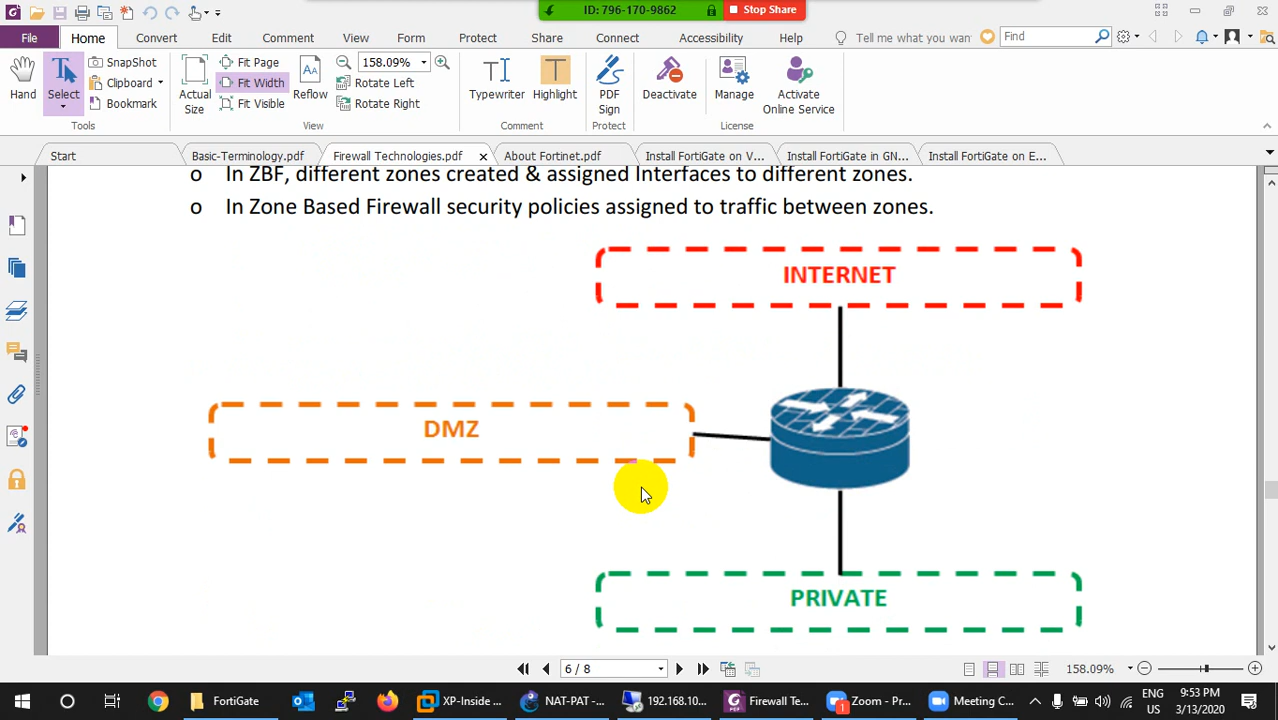 ID: 796-170-9862 Stop Share
File Home Convert Edit Comment View Form Protect Share Connect Accessibility Help Tell me what you want Find
Hand
Select
SnapShot
Clipboard
Bookmark
Tools
Actual Size
Fit Page
Fit Width
Fit Visible
Reflow
158.09%
Rotate Left
Rotate Right
View
Typewriter
Highlight
Comment
PDF Sign
Protect
Deactivate
Manage
Activate Online Service
License
Start Basic-Terminology.pdf Firewall Technologies.pdf About Fortinet.pdf Install FortiGate on V... Install FortiGate in GN... Install FortiGate on E...
o In ZBF, different zones created & assigned Interfaces to different zones.
o In Zone Based Firewall security policies assigned to traffic between zones.
INTERNET
DMZ
PRIVATE
6 / 8 158.09%
FortiGate XP-Inside ... NAT-PAT -... 192.168.10... Firewall Te... Zoom - Pr... Meeting C...
1
ENG
US
9:53 PM
3/13/2020